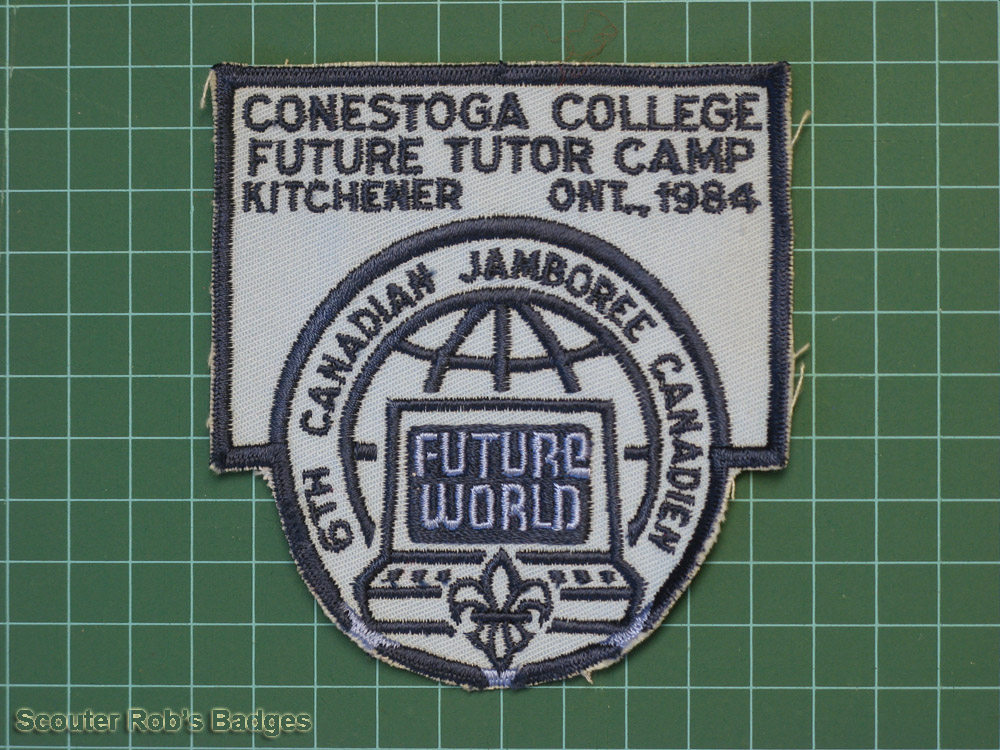 CONESTOGA COLLEGE
FUTURE TUTOR CAMP
KITCHENER ONT., 1984
6TH CANADIAN JAMBOREE CANADIEN
FUTURE
WORLD
Scouter Rob's Badges